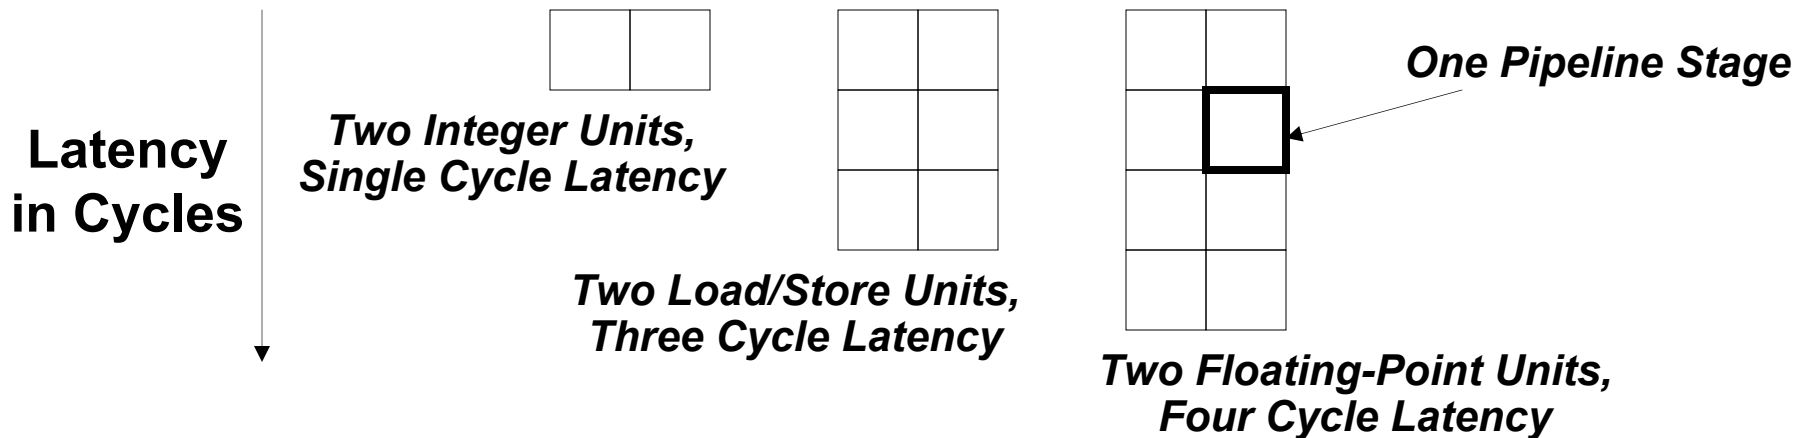 One Pipeline Stage
Latency
in Cycles
Two Integer Units,
Single Cycle Latency
Two Load/Store Units,
Three Cycle Latency
Two Floating-Point Units,
Four Cycle Latency